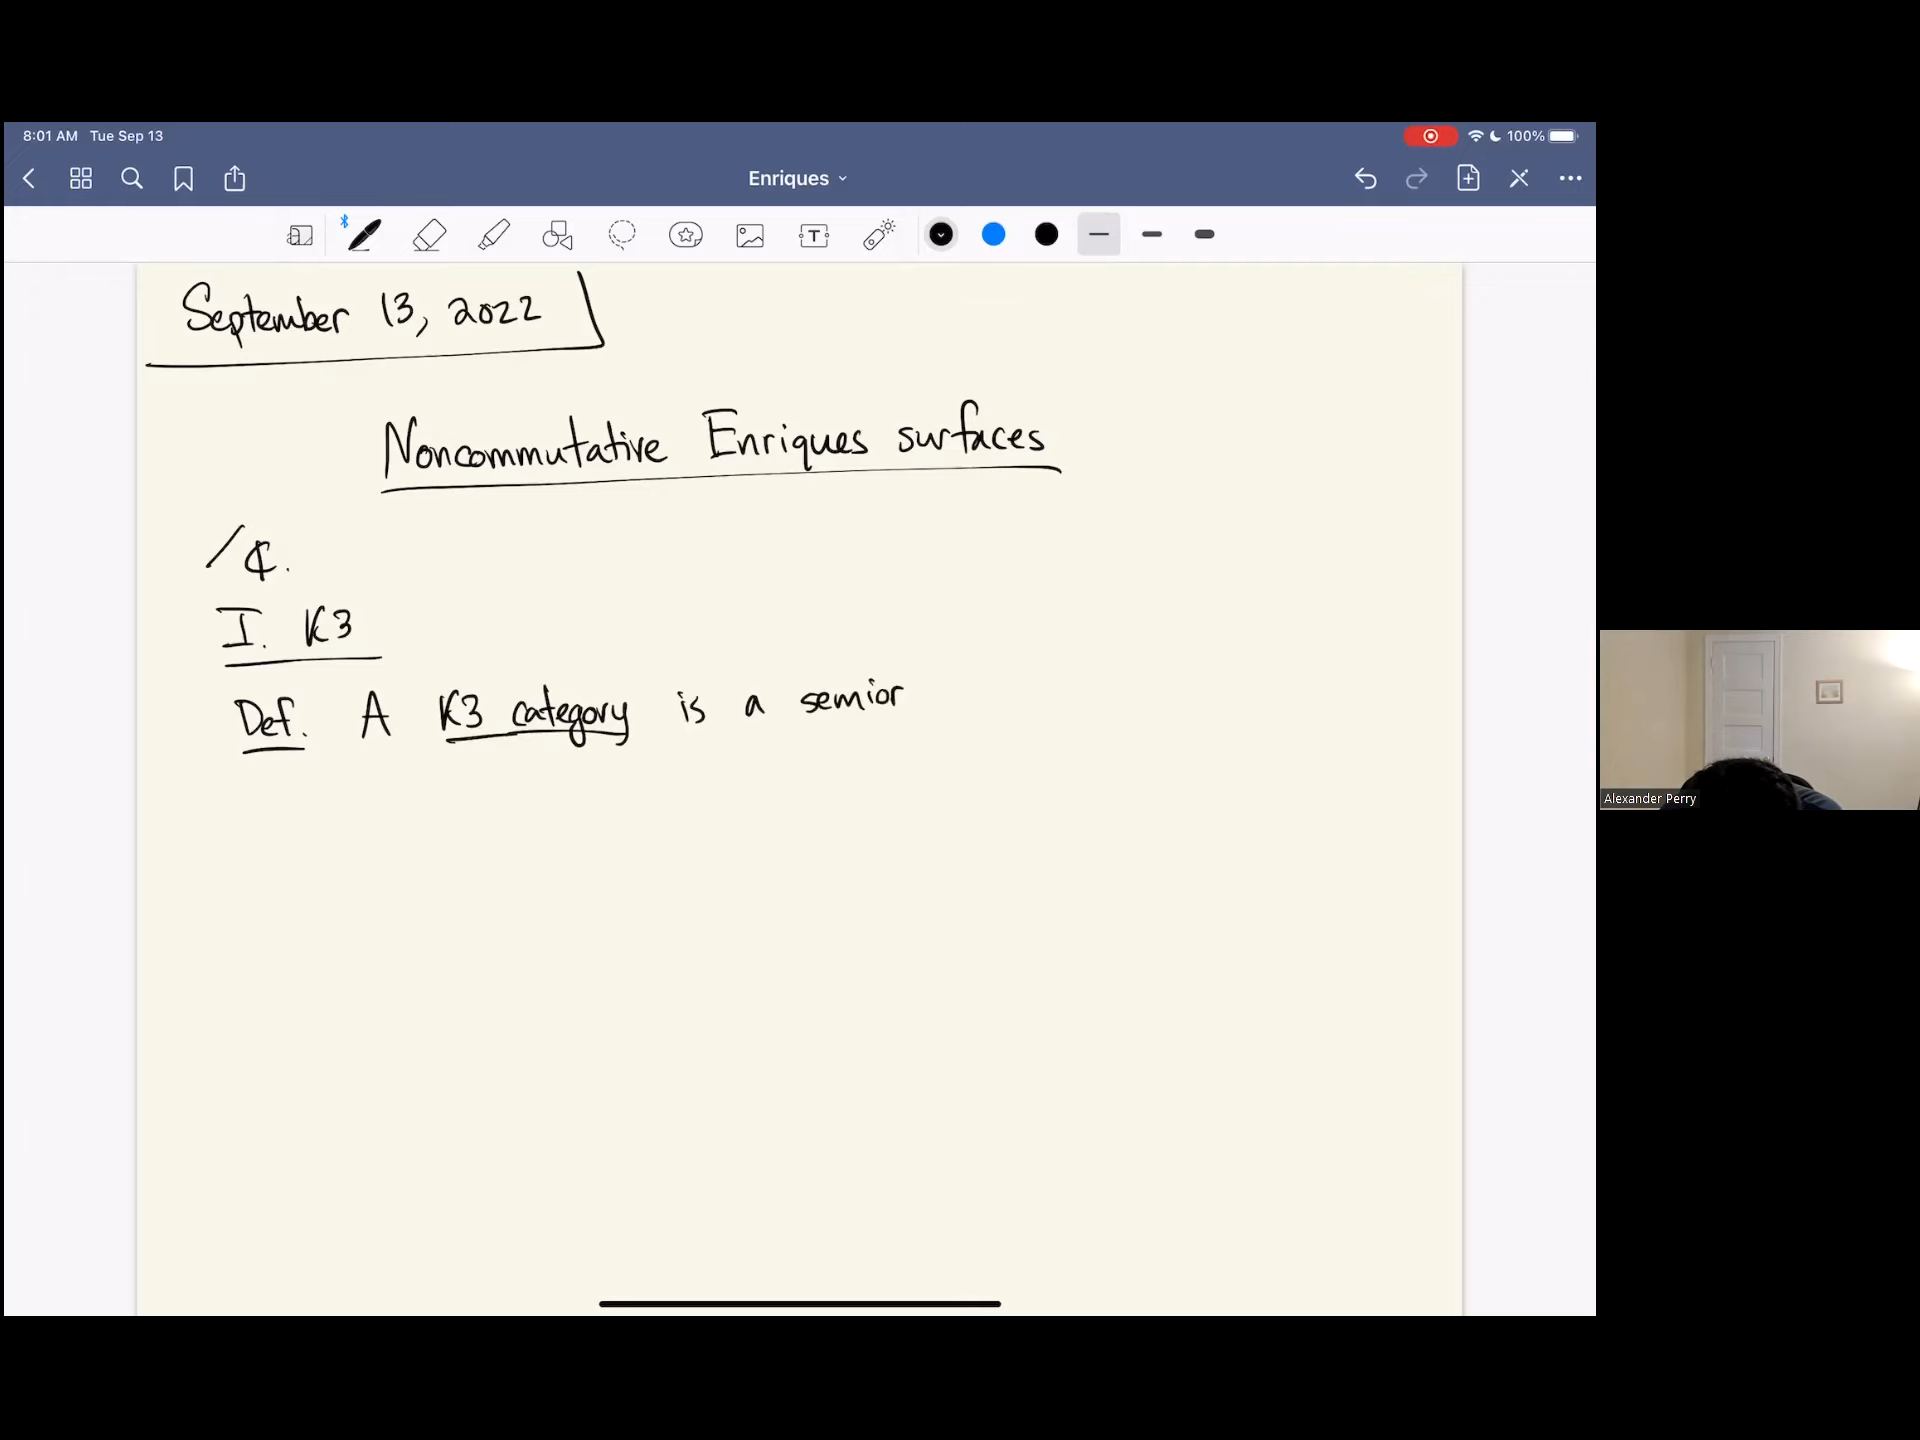 8:01 AM Tue Sep 13
100%
Enriques
September 13, 2022
Noncommutative Enriques surfaces
/ℂ.
I. K3
Def. A K3 category is a semior
Alexander Perry